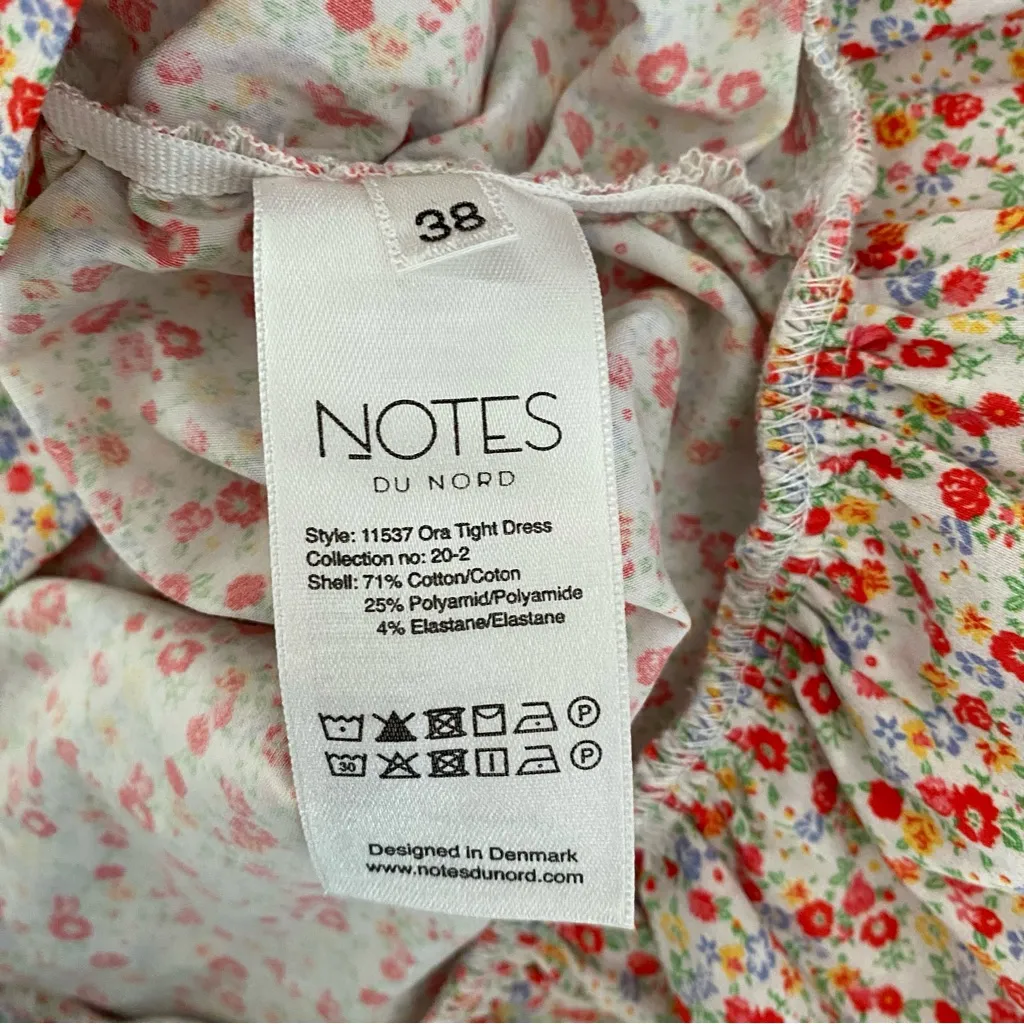 38
NOTES
DU NORD
Style: 11537 Ora Tight Dress
Collection no: 20-2
Shell: 71% Cotton/Coton
25% Polyamid/Polyamide
4% Elastane/Elastane
P
30 P
Designed in Denmark
www.notesdunord.com